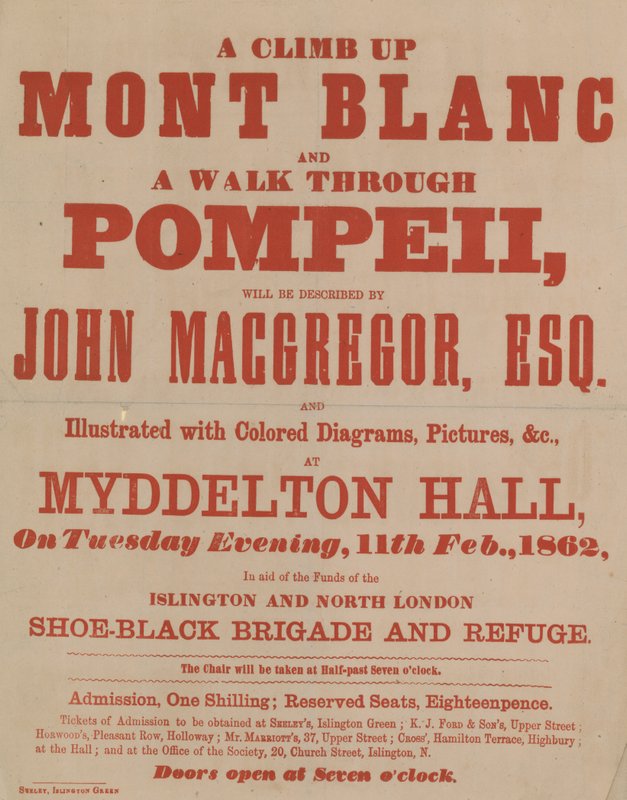 A CLIMB UP
MONT BLANC
AND
A WALK THROUGH
POMPEII,
WILL BE DESCRIBED BY
JOHN MACGREGOR, ESQ.
AND
Illustrated with Colored Diagrams, Pictures, &c.,
AT
MYDDELTON HALL,
On Tuesday Evening, 11th Feb., 1862,
In aid of the Funds of the
ISLINGTON AND NORTH LONDON
SHOE-BLACK BRIGADE AND REFUGE.
The Chair will be taken at Half-past Seven o'clock.
Admission, One Shilling; Reserved Seats, Eighteenpence.
Tickets of Admission to be obtained at SEELEY'S, Islington Green; K. J. FORD & SON'S, Upper Street;
HORWOOD'S, Pleasant Row, Holloway; MR. MARRIOTT'S, 37, Upper Street; CROSS', Hamilton Terrace, Highbury;
at the Hall; and at the Office of the Society, 20, Church Street, Islington, N.
Doors open at Seven o'clock.
SEELEY, ISLINGTON GREEN